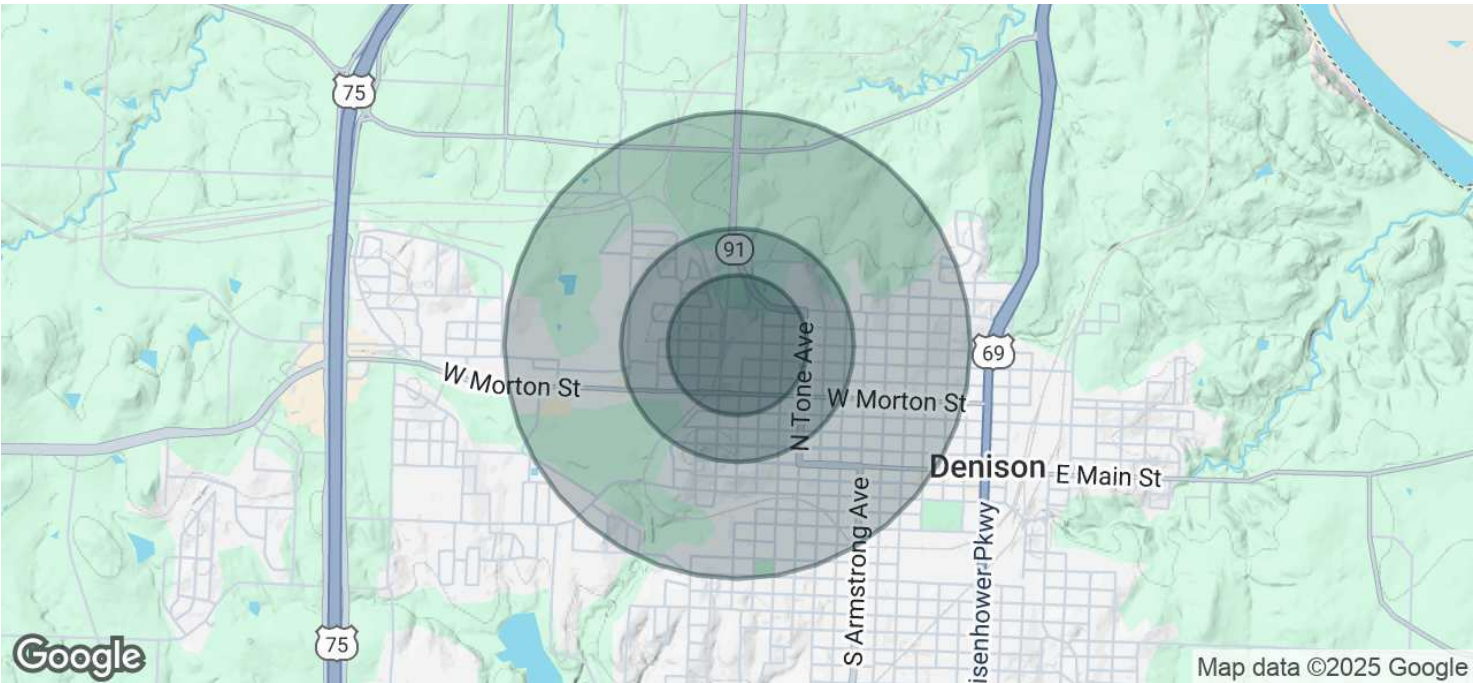 75
91
N Tone Ave
69
W Morton St
W Morton St
Denison
E Main St
S Armstrong Ave
isenhower Pkwy
75
Google
Map data ©2025 Google